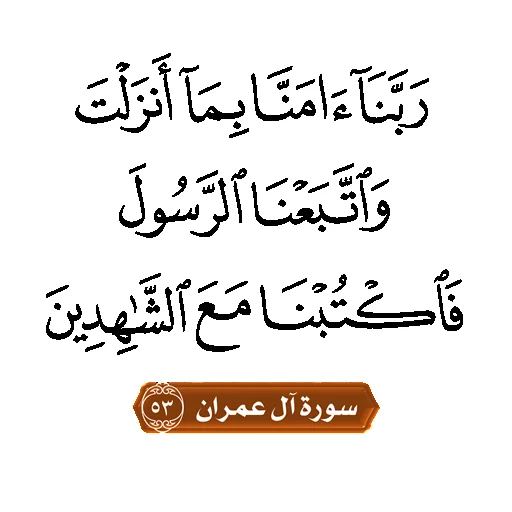 رَبَّنَآ ءَامَنَّا بِمَآ أَنزَلْتَ
وَٱتَّبَعْنَا ٱلرَّسُولَ
فَٱكْتُبْنَا مَعَ ٱلشَّٰهِدِينَ
سورة آل عمران ٥٣